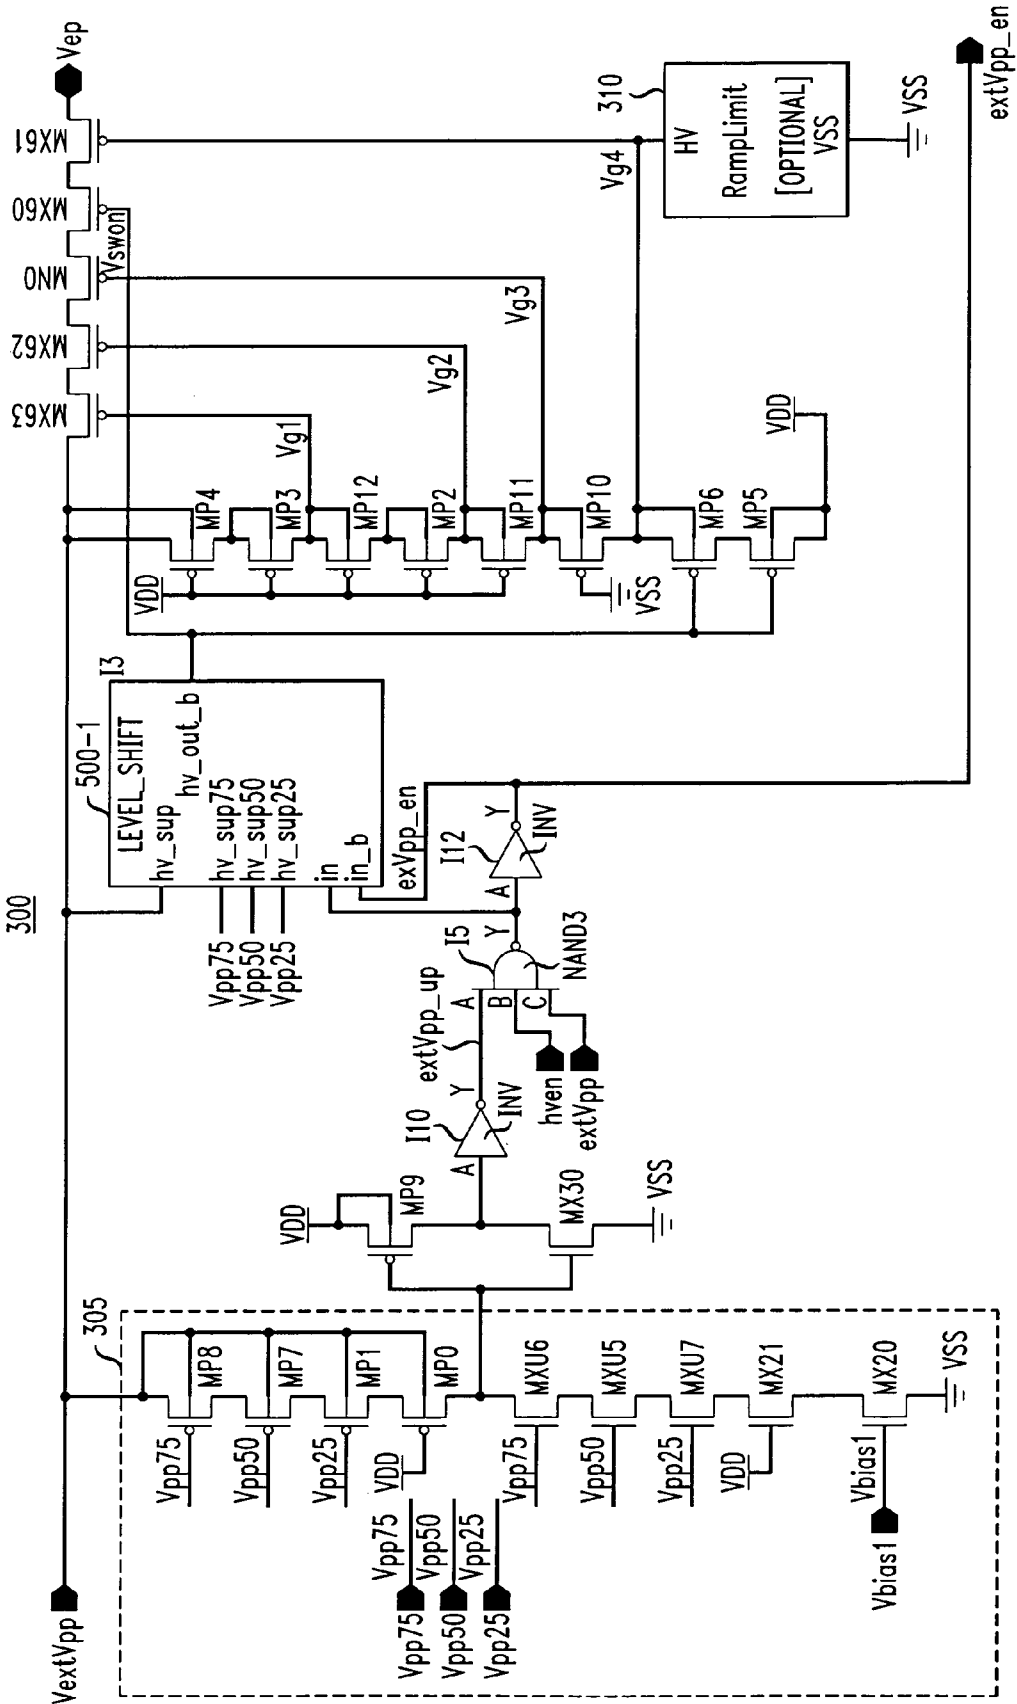 300
VextVpp
305
Vpp75
MP8
Vpp50
MP7
Vpp25
MP1
VDD
MP0
Vpp75
Vpp75
Vpp50
Vpp50
Vpp25
Vpp25
Vpp75
MXU6
Vpp50
MXU5
Vpp25
MXU7
VDD
MX21
Vbias1
Vbias1
MX20
VSS
VDD
MP9
MX30
VSS
A
I10
Y
INV
extVpp_up
hven
extVpp
A
B
C
I5
Y
NAND3
A
I12
Y
INV
exVpp_en
500-1
I3
LEVEL_SHIFT
hv_sup
hv_out_b
Vpp75
hv_sup75
Vpp50
hv_sup50
Vpp25
hv_sup25
in
in_b
VDD
MP4
MP3
MP12
MP2
MP11
MP10
VSS
MP6
MP5
VDD
Vg1
Vg2
Vg3
Vg4
MX63
MX62
MN0
MX60
MX61
Vswon
Vep
310
HV
RampLimit
[OPTIONAL]
VSS
VSS
extVpp_en